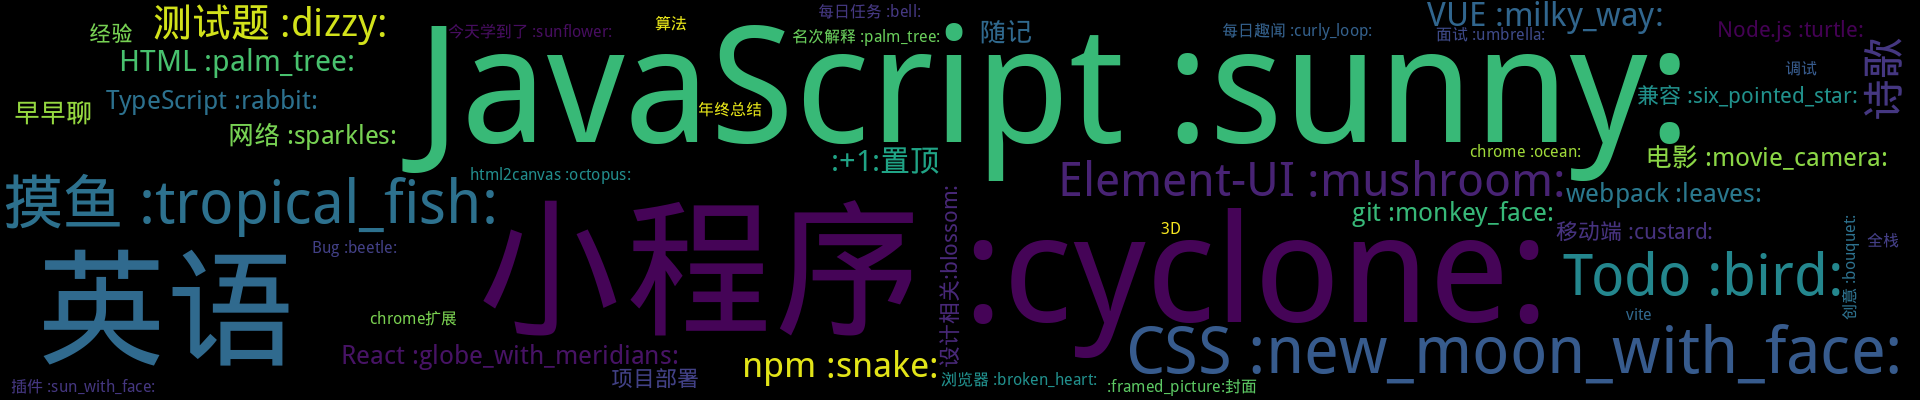 测试题 :dizzy:
经验
HTML :palm_tree:
TypeScript :rabbit:
早早聊
网络 :sparkles:
今天学到了 :sunflower:
算法
每日任务 :bell:
名次解释 :palm_tree:
随记
JavaScript :sunny:
年终总结
每日趣闻 :curly_loop:
VUE :milky_way:
面试 :umbrella:
Node.js :turtle:
诗歌
调试
兼容 :six_pointed_star:
chrome :ocean:
电影 :movie_camera:
:+1:置顶
html2canvas :octopus:
摸鱼 :tropical_fish:
Element-UI :mushroom:
webpack :leaves:
git :monkey_face:
3D
移动端 :custard:
全栈
Bug :beetle:
英语
小程序 :cyclone:
设计相关:blossom:
Todo :bird:
创意 :bouquet:
vite
chrome扩展
React :globe_with_meridians:
项目部署
npm :snake:
CSS :new_moon_with_face:
浏览器 :broken_heart:
:framed_picture:封面
插件 :sun_with_face: